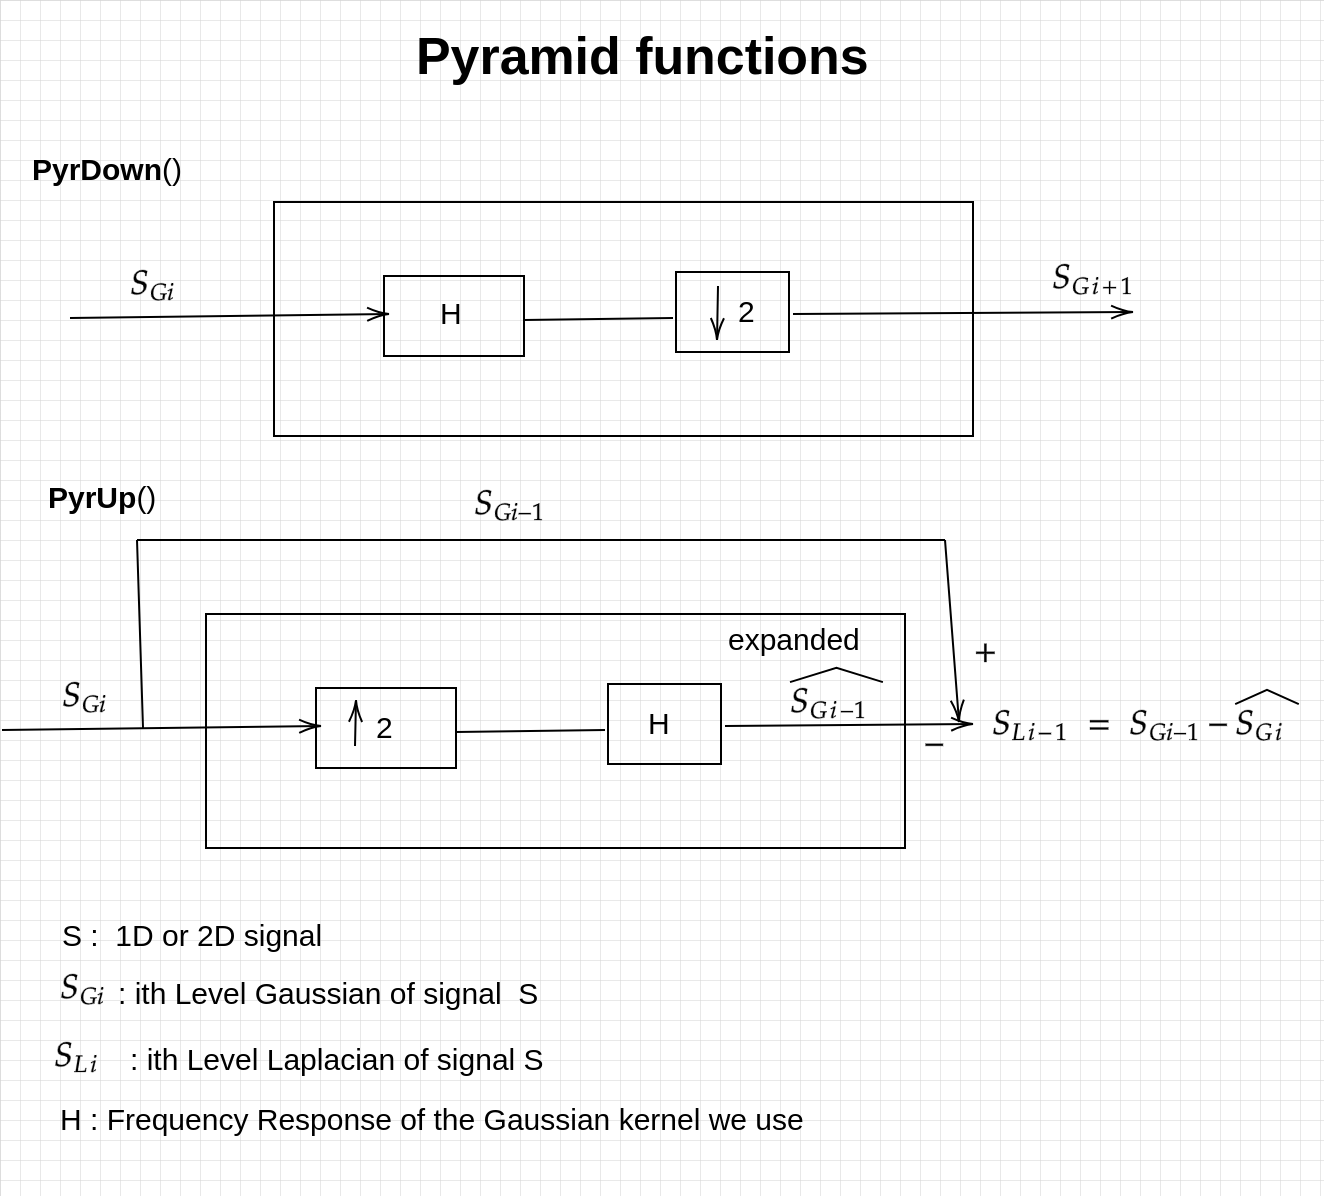 Pyramid functions
PyrDown()
S_{Gi}
H
↓ 2
S_{Gi+1}
PyrUp()
S_{Gi−1}
expanded
+
S_{Gi}
↑ 2
H
\widehat{S_{Gi−1}}
−
S_{Li−1} = S_{Gi−1} − \widehat{S_{Gi}}
S : 1D or 2D signal
S_{Gi} : ith Level Gaussian of signal S
S_{Li} : ith Level Laplacian of signal S
H : Frequency Response of the Gaussian kernel we use